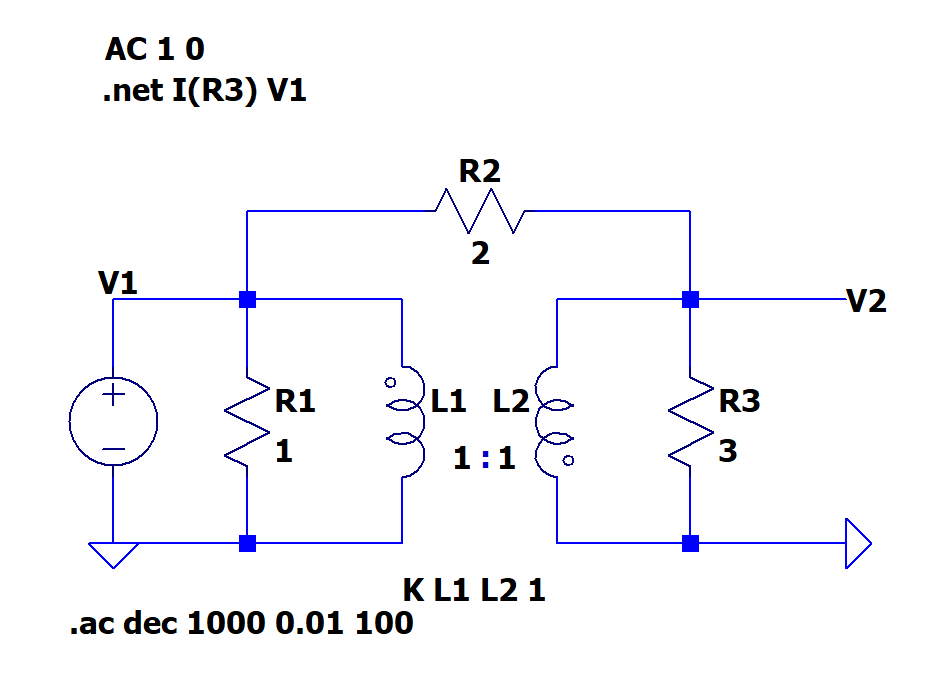 AC 1 0
.net I(R3) V1
R2
2
V1
V2
R1
1
L1 L2
1 : 1
R3
3
K L1 L2 1
.ac dec 1000 0.01 100